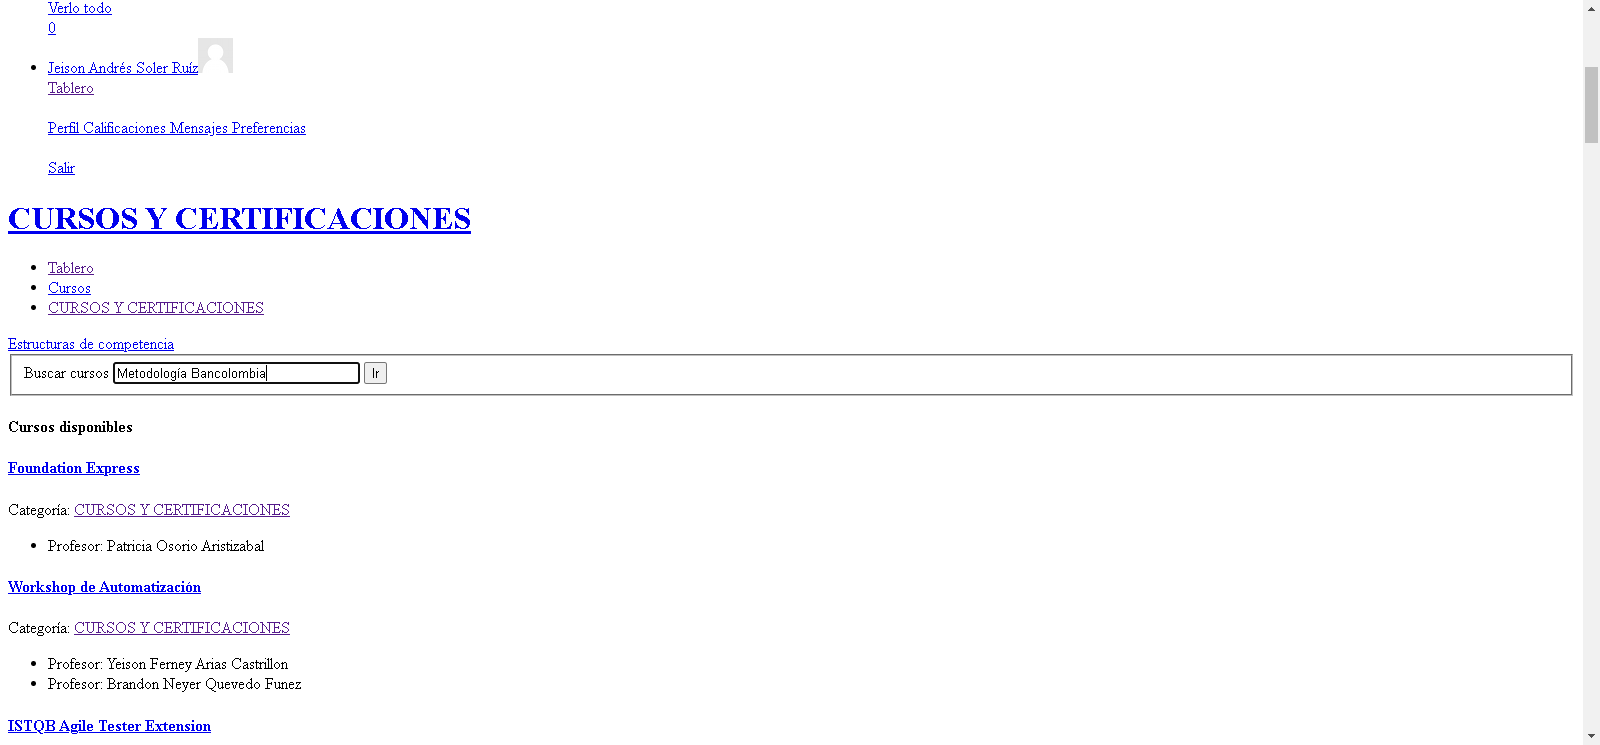 Verlo todo
0
Jeison Andrés Soler Ruíz
Tablero
Perfil Calificaciones Mensajes Preferencias
Salir
CURSOS Y CERTIFICACIONES
Tablero
Cursos
CURSOS Y CERTIFICACIONES
Estructuras de competencia
Buscar cursos Metodología Bancolombia Ir
Cursos disponibles
Foundation Express
Categoría: CURSOS Y CERTIFICACIONES
Profesor: Patricia Osorio Aristizabal
Workshop de Automatización
Categoría: CURSOS Y CERTIFICACIONES
Profesor: Yeison Ferney Arias Castrillon
Profesor: Brandon Neyer Quevedo Funez
ISTQB Agile Tester Extension